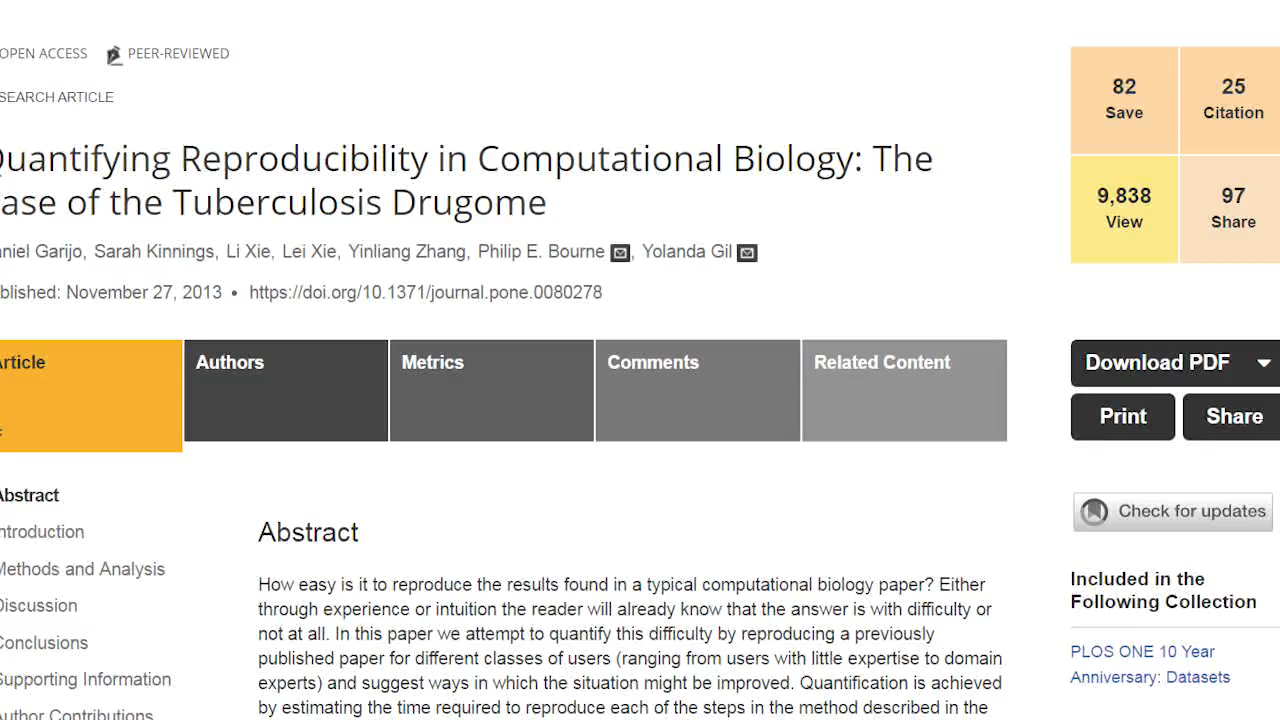 OPEN ACCESS PEER-REVIEWED
SEARCH ARTICLE
Quantifying Reproducibility in Computational Biology: The
ase of the Tuberculosis Drugome
niel Garijo, Sarah Kinnings, Li Xie, Lei Xie, Yinliang Zhang, Philip E. Bourne, Yolanda Gil
blished: November 27, 2013 • https://doi.org/10.1371/journal.pone.0080278
82
Save
25
Citation
9,838
View
97
Share
Article
Authors
Metrics
Comments
Related Content
Download PDF
Print
Share
Check for updates
Included in the
Following Collection
PLOS ONE 10 Year
Anniversary: Datasets
Abstract
ntroduction
Methods and Analysis
Discussion
Conclusions
Supporting Information
Author Contributions
Abstract
How easy is it to reproduce the results found in a typical computational biology paper? Either
through experience or intuition the reader will already know that the answer is with difficulty or
not at all. In this paper we attempt to quantify this difficulty by reproducing a previously
published paper for different classes of users (ranging from users with little expertise to domain
experts) and suggest ways in which the situation might be improved. Quantification is achieved
by estimating the time required to reproduce each of the steps in the method described in the